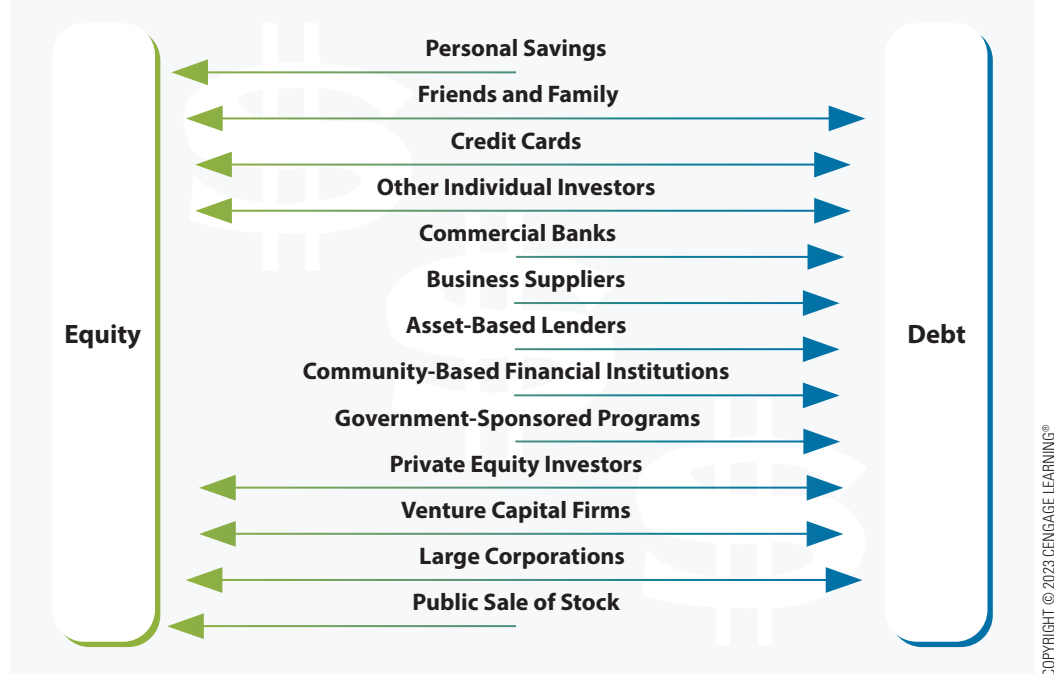 Personal Savings
Friends and Family
Credit Cards
Other Individual Investors
Commercial Banks
Business Suppliers
Equity
Asset-Based Lenders
Debt
Community-Based Financial Institutions
Government-Sponsored Programs
Private Equity Investors
Venture Capital Firms
Large Corporations
Public Sale of Stock
COPYRIGHT © 2023 CENGAGE LEARNING®